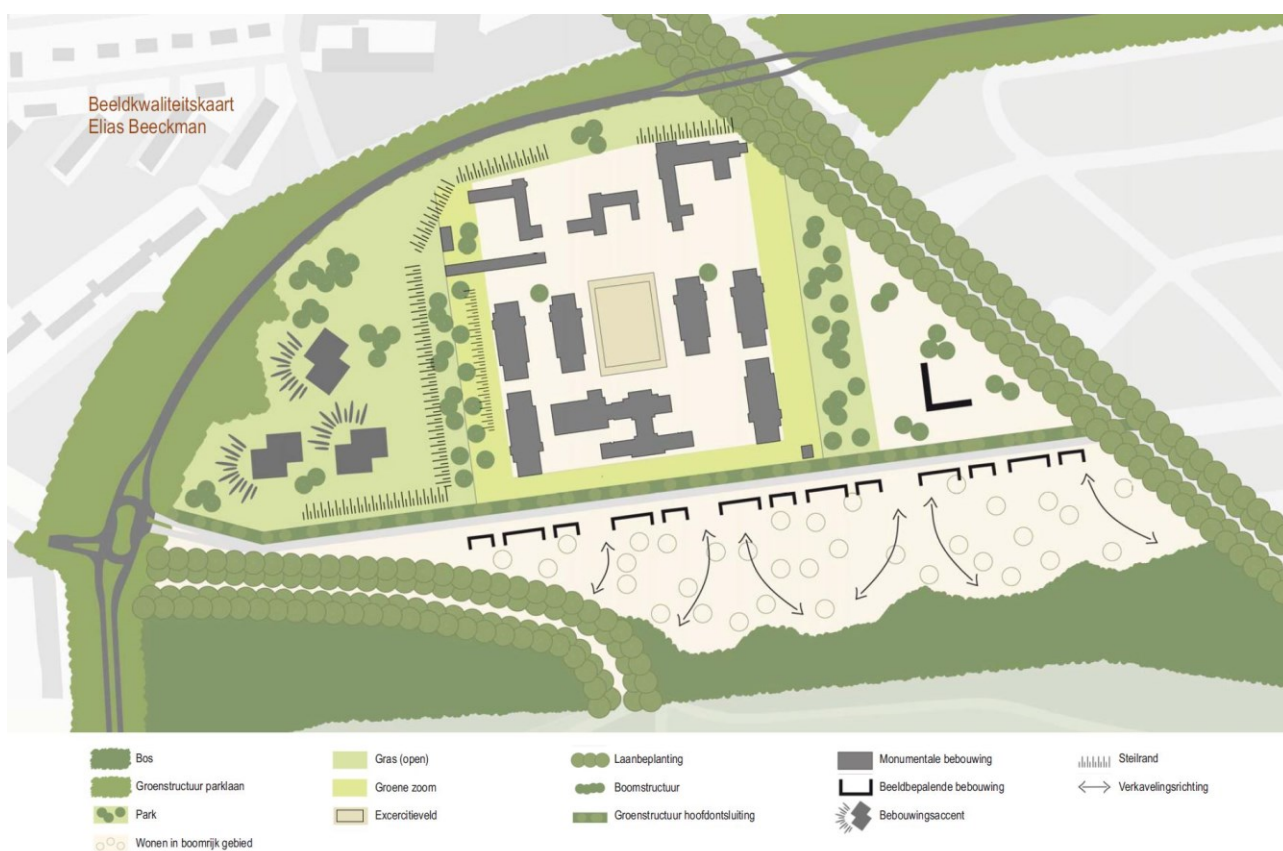 Beeldkwaliteitskaart
Elias Beeckman
Bos
Groenstructuur parklaan
Park
Wonen in boomrijk gebied
Gras (open)
Groene zoom
Excercitieveld
Laanbeplanting
Boomstructuur
Groenstructuur hoofdontsluiting
Monumentale bebouwing
Beeldbepalende bebouwing
Bebouwingsaccent
Steilrand
Verkavelingsrichting